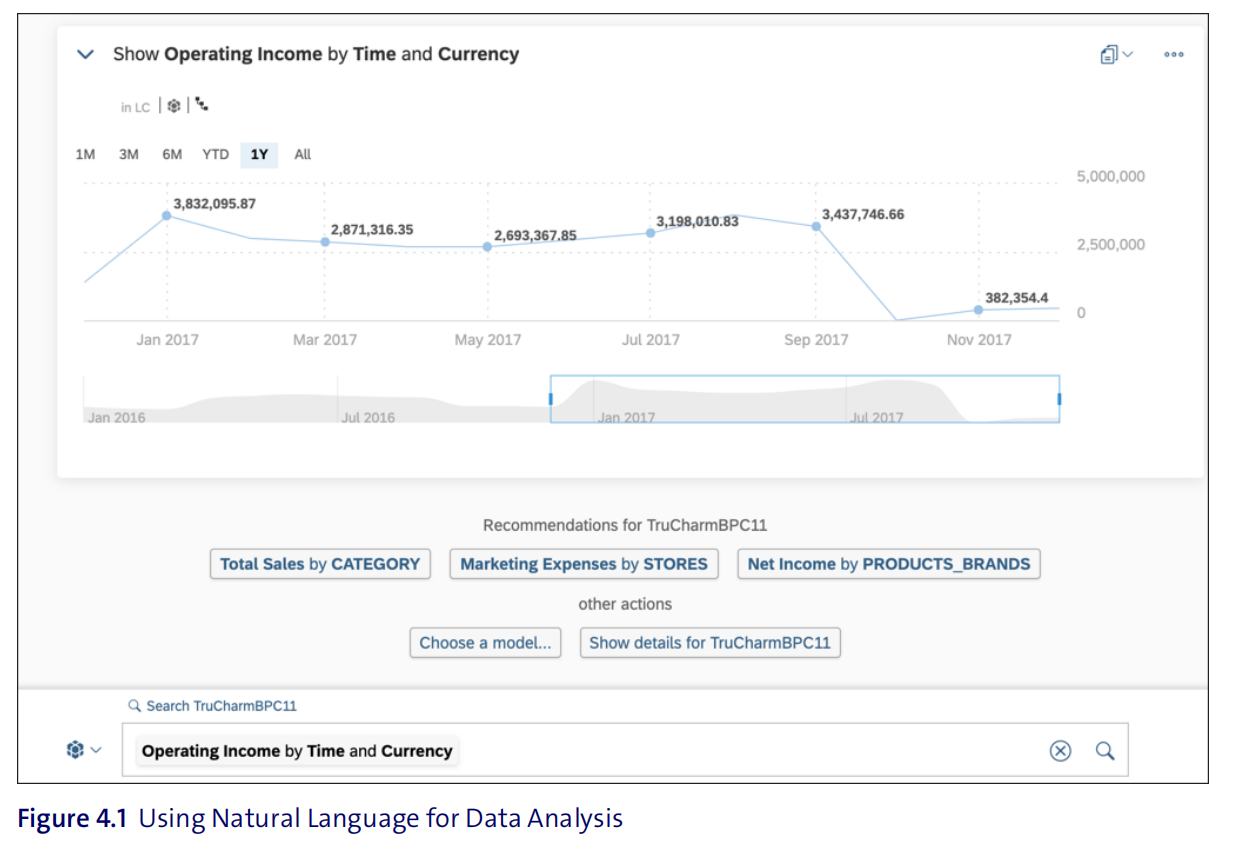 Show Operating Income by Time and Currency
in LC
1M 3M 6M YTD 1Y All
5,000,000
3,832,095.87
2,871,316.35
2,693,367.85
3,198,010.83
3,437,746.66
2,500,000
382,354.4
0
Jan 2017 Mar 2017 May 2017 Jul 2017 Sep 2017 Nov 2017
Jan 2016 Jul 2016 Jan 2017 Jul 2017
Recommendations for TruCharmBPC11
Total Sales by CATEGORY Marketing Expenses by STORES Net Income by PRODUCTS_BRANDS
other actions
Choose a model... Show details for TruCharmBPC11
Search TruCharmBPC11
Operating Income by Time and Currency
Figure 4.1 Using Natural Language for Data Analysis